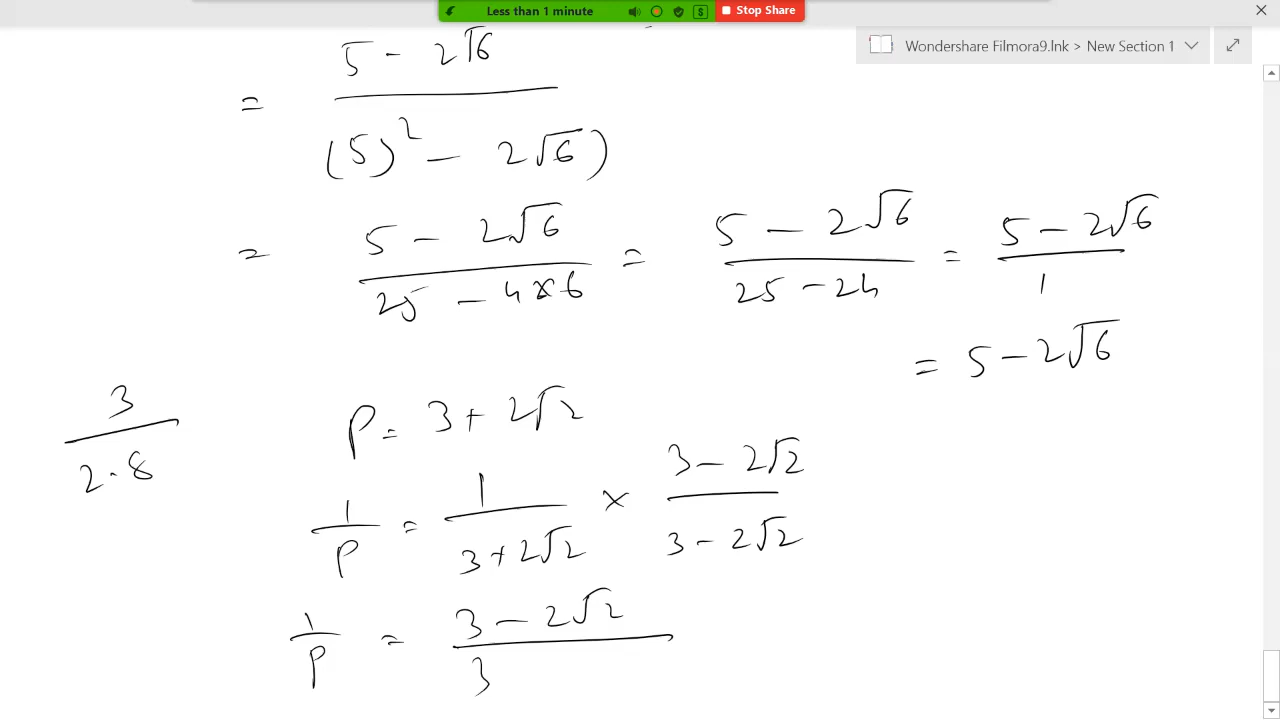 Less than 1 minute
Stop Share
Wondershare Filmora9.lnk > New Section 1
5 - 2√6
= ———
(5)² - 2√6)
= 5 - 2√6 / 25 - 4×6 = 5 - 2√6 / 25 - 24 = 5 - 2√6 / 1
= 5 - 2√6
3 / 2.8
P = 3 + 2√2
1/P = 1 / 3+2√2 × 3 - 2√2 / 3 - 2√2
1/P = 3 - 2√2 / 3